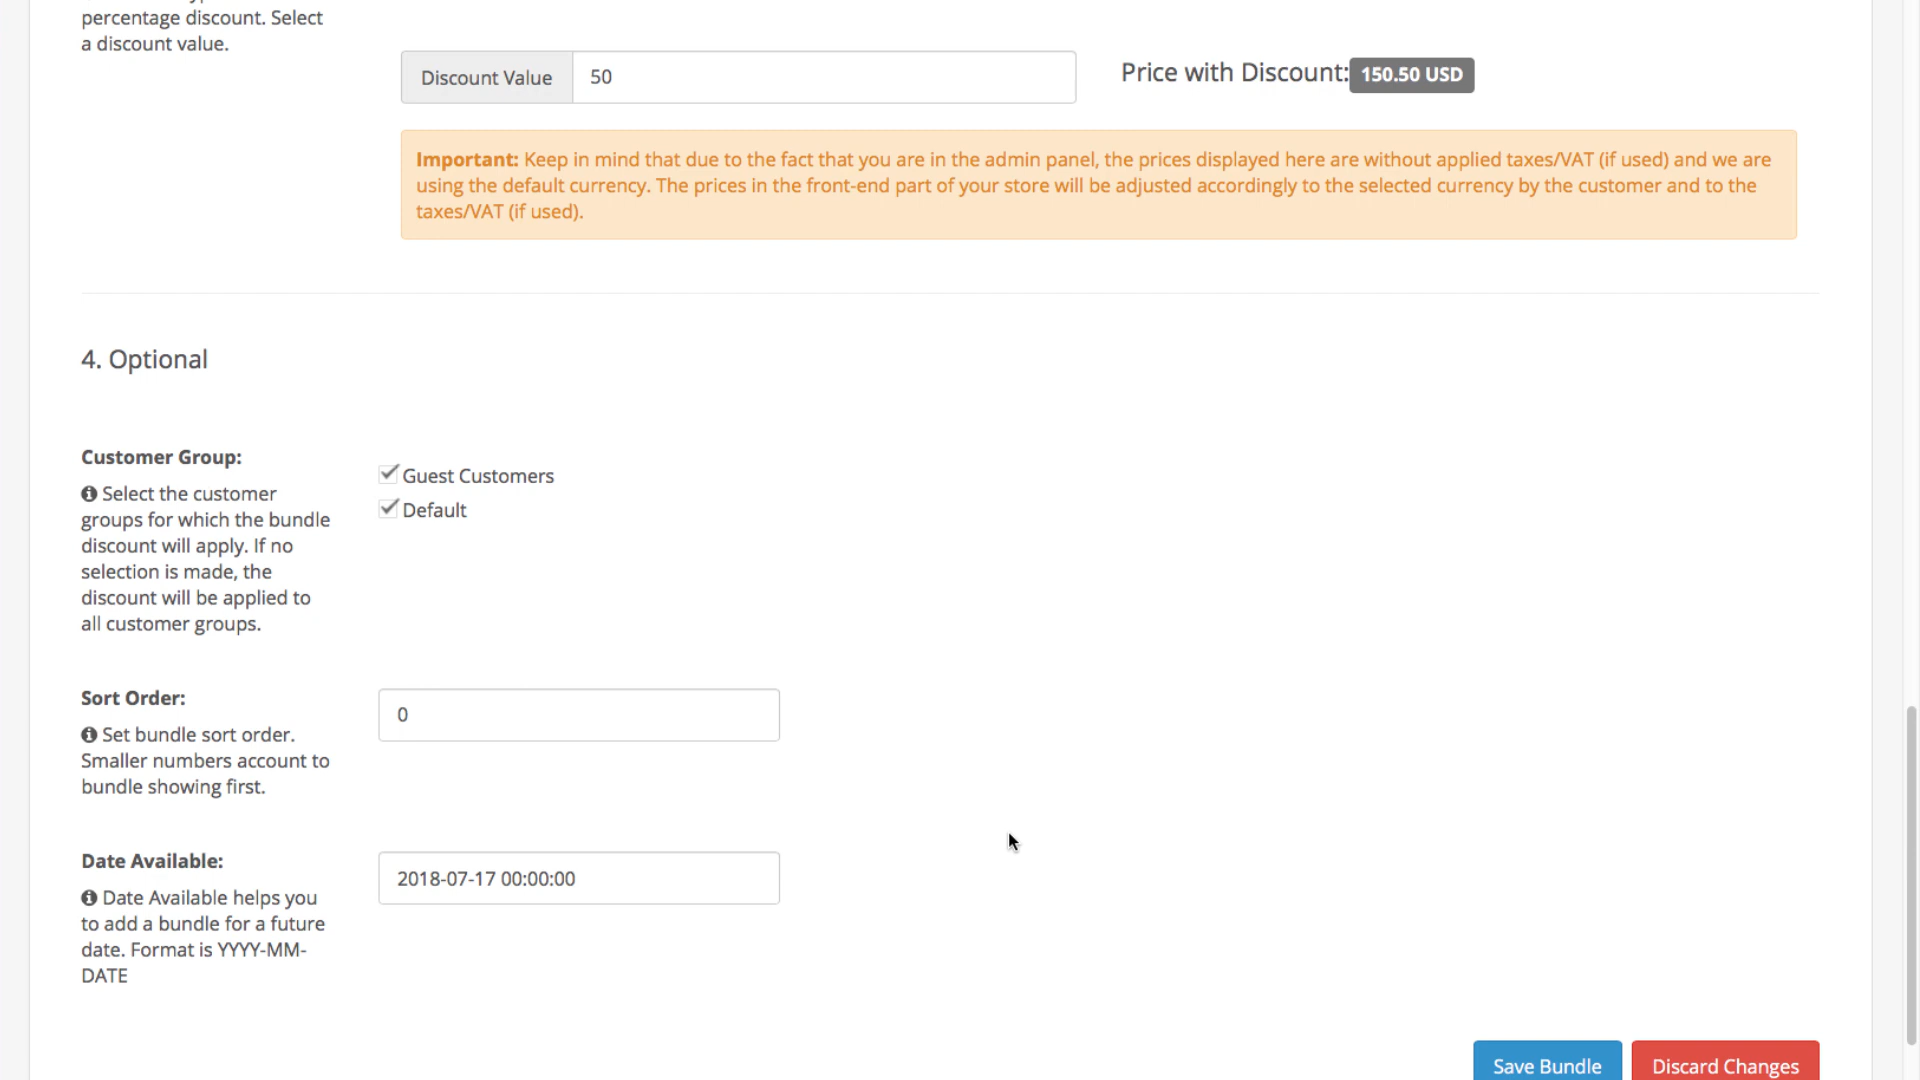 percentage discount. Select
a discount value.
Discount Value
50
Price with Discount: 150.50 USD
Important: Keep in mind that due to the fact that you are in the admin panel, the prices displayed here are without applied taxes/VAT (if used) and we are
using the default currency. The prices in the front-end part of your store will be adjusted accordingly to the selected currency by the customer and to the
taxes/VAT (if used).
4. Optional
Customer Group:
Select the customer
groups for which the bundle
discount will apply. If no
selection is made, the
discount will be applied to
all customer groups.
Guest Customers
Default
Sort Order:
Set bundle sort order.
Smaller numbers account to
bundle showing first.
0
Date Available:
Date Available helps you
to add a bundle for a future
date. Format is YYYY-MM-
DATE
2018-07-17 00:00:00
Save Bundle
Discard Changes